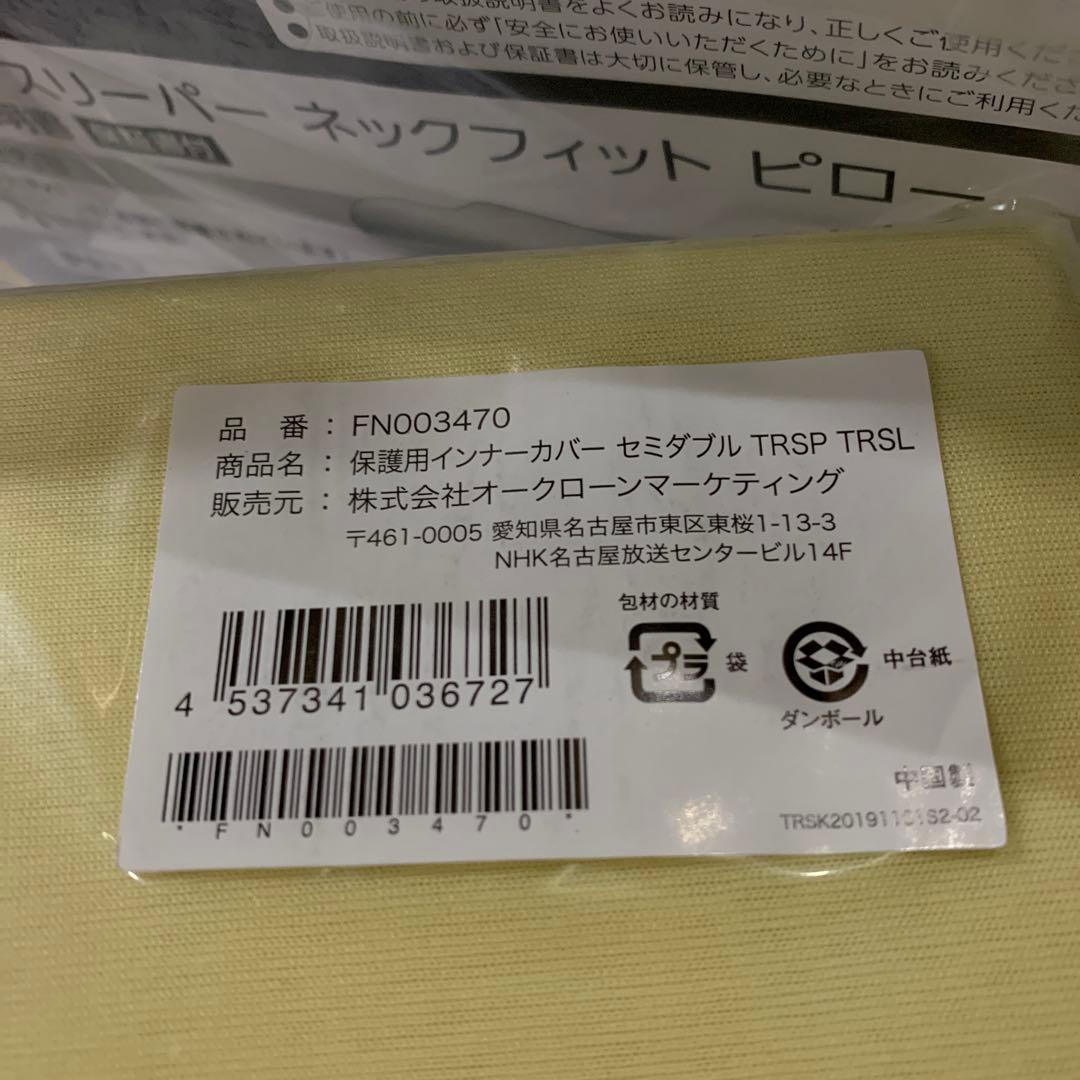 取扱説明書をよくお読みになり、正しくご使用くださ
●ご使用の前に必ず「安全にお使いいただくために」をお読みくださ
●取扱説明書および保証書は大切に保管し、必要なときにご利用くだ
スリーパー ネックフィット ピロー
品 番 : FN003470
商品名 : 保護用インナーカバー セミダブル TRSP TRSL
販売元 : 株式会社オークローンマーケティング
〒461-0005 愛知県名古屋市東区東桜1-13-3
NHK名古屋放送センタービル14F
包材の材質
プラ 袋
中台紙
ダンボール
4 537341 036727
*FN003470*
中国製
TRSK20191101S2-02